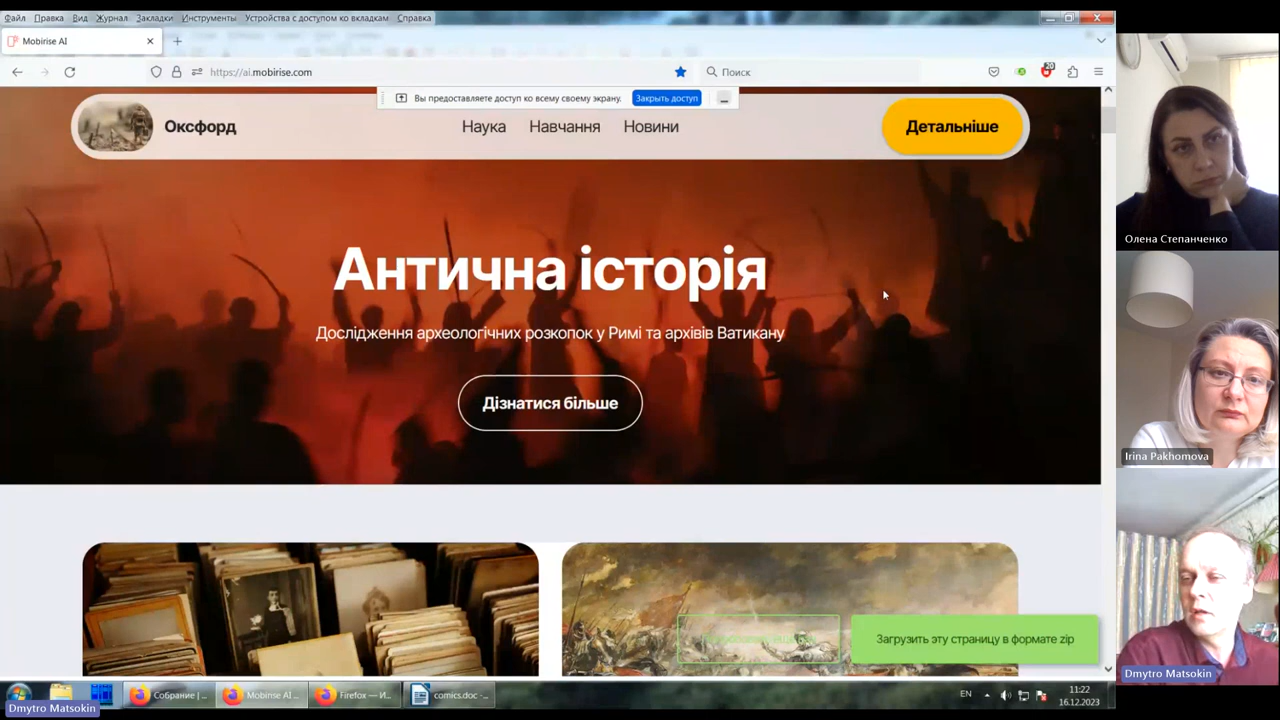 Файл Правка Вид Журнал Закладки Инструменты Устройства с доступом ко вкладкам Справка
Mobirise AI
https://ai.mobirise.com
Поиск
20
Вы предоставляете доступ ко всему своему экрану. Закрыть доступ
Оксфорд
Наука Навчання Новини
Детальніше
Антична історія
Дослідження археологічних розкопок у Римі та архівів Ватикану
Дізнатися більше
Загрузить эту страницу в формате zip
Олена Степанченко
Irina Pakhomova
Dmytro Matsokin
Собрание | ...
Mobirise AI ...
Firefox — И...
comics.doc -...
EN
11:22
16.12.2023
Dmytro Matsokin